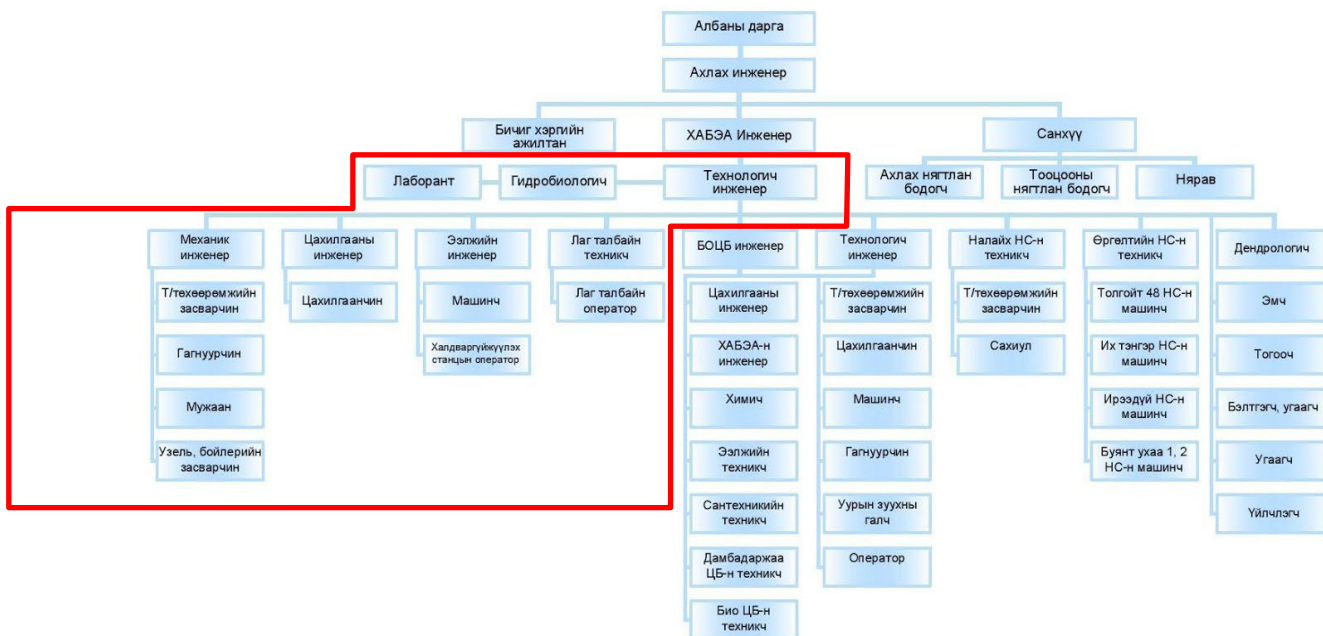 Албаны дарга
Ахлах инженер
Бичиг хэргийн
ажилтан
ХАБЭА Инженер
Санхүү
Лаборант
Гидробиологич
Технологич
инженер
Ахлах нягтлан
бодогч
Тооцооны
нягтлан бодогч
Нярав
Механик
инженер
Цахилгааны
инженер
Ээлжийн
инженер
Лаг талбайн
техникч
БОЦБ инженер
Технологич
инженер
Налайх НС-н
техникч
Өргөлтийн НС-н
техникч
Дендрологич
Т/төхөөрөмжийн
засварчин
Гагнуурчин
Мужаан
Узель, бойлерийн
засварчин
Цахилгаанчин
Машинч
Халдваргүйжүүлэх
станцын оператор
Лаг талбайн
оператор
Цахилгааны
инженер
ХАБЭА-н
инженер
Химич
Ээлжийн
техникч
Сантехникийн
техникч
Дамбадаржаа
ЦБ-н техникч
Био ЦБ-н
техникч
Т/төхөөрөмжийн
засварчин
Цахилгаанчин
Машинч
Гагнуурчин
Уурын зуухны
галч
Оператор
Т/төхөөрөмжийн
засварчин
Сахиул
Толгойт 48 НС-н
машинч
Их тэнгэр НС-н
машинч
Ирээдүй НС-н
машинч
Буянт ухаа 1, 2
НС-н машинч
Эмч
Тогооч
Бэлтгэгч, угаагч
Угаагч
Үйлчлэгч